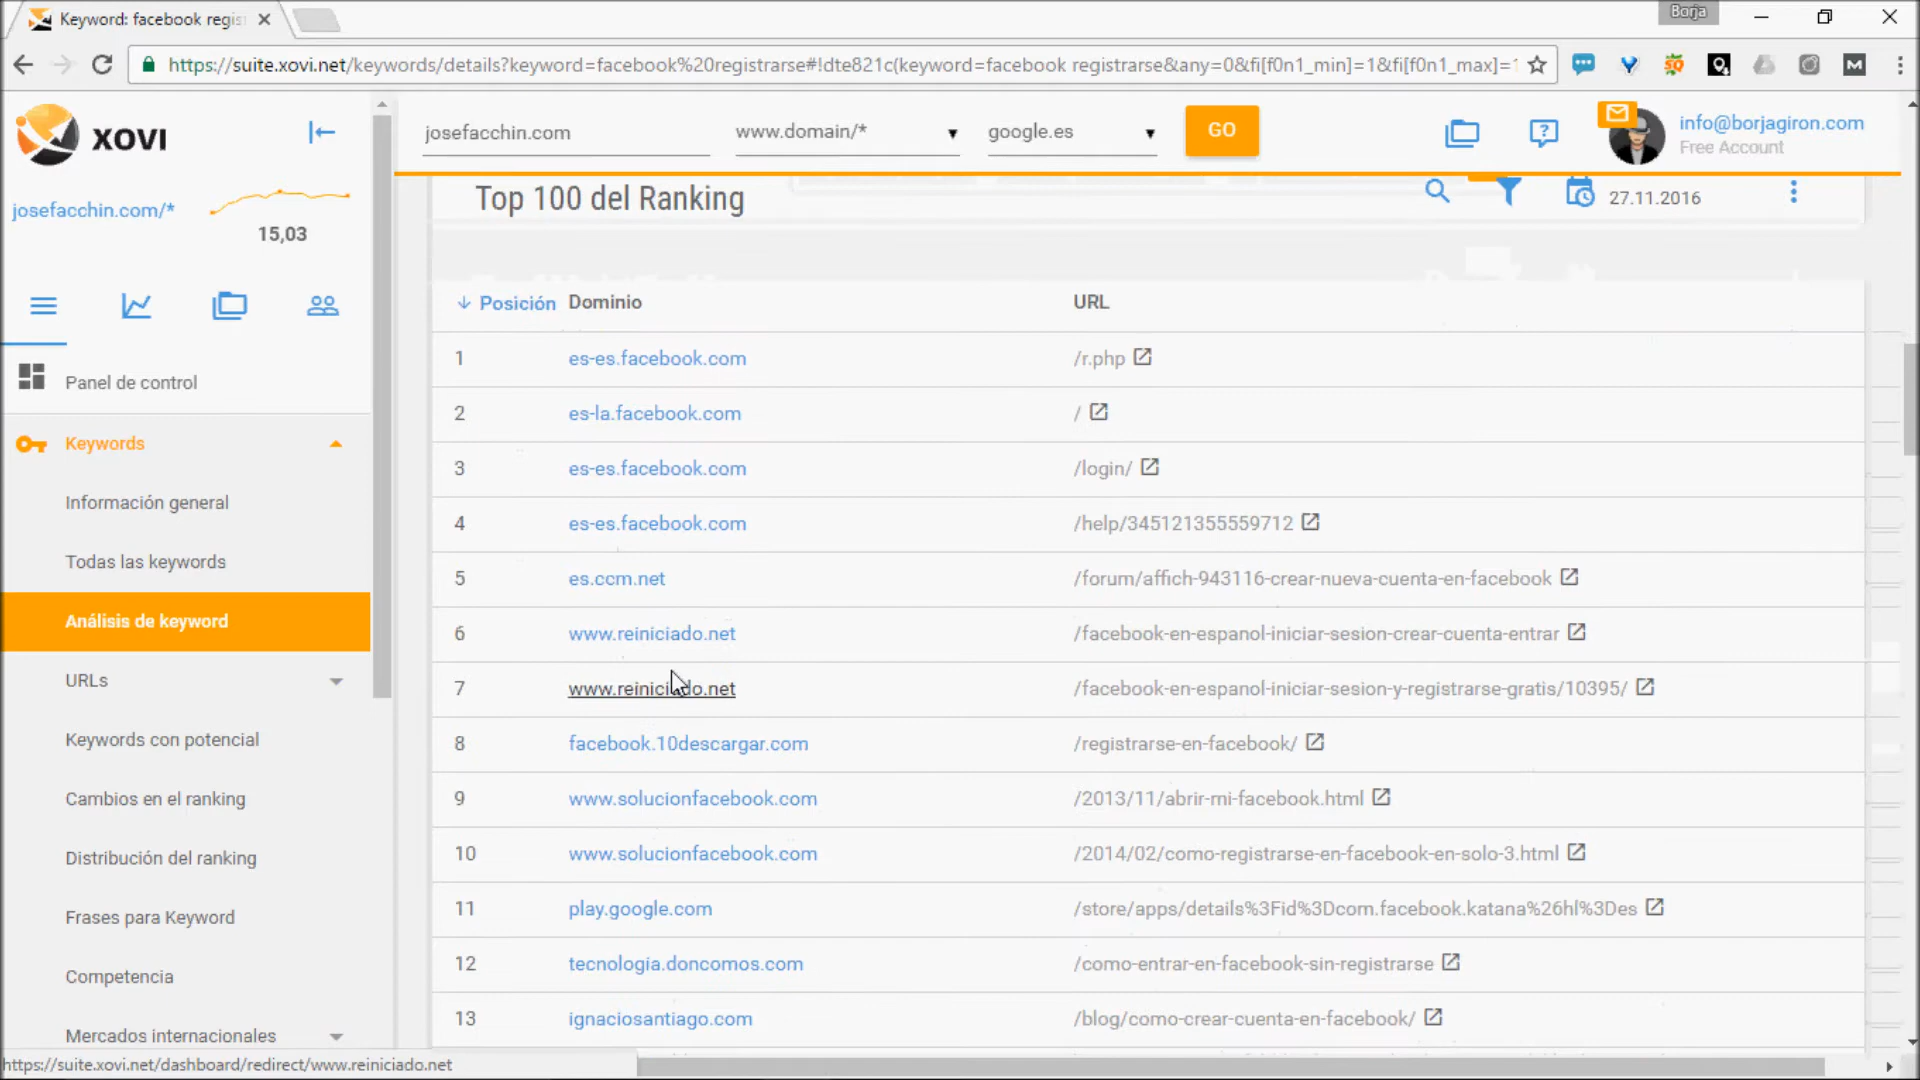 Keyword: facebook regis
Borja
https://suite.xovi.net/keywords/details?keyword=facebook%20registrarse#!dte821c(keyword=facebook registrarse&any=0&fi[f0n1_min]=1&fi[f0n1_max]=1
XOVI
josefacchin.com
www.domain/*
google.es
GO
info@borjagiron.com
Free Account
josefacchin.com/*
15,03
Top 100 del Ranking
27.11.2016
Posición Dominio URL
1 es-es.facebook.com /r.php
2 es-la.facebook.com /
3 es-es.facebook.com /login/
4 es-es.facebook.com /help/345121355559712
5 es.ccm.net /forum/affich-943116-crear-nueva-cuenta-en-facebook
6 www.reiniciado.net /facebook-en-espanol-iniciar-sesion-crear-cuenta-entrar
7 www.reiniciado.net /facebook-en-espanol-iniciar-sesion-y-registrarse-gratis/10395/
8 facebook.10descargar.com /registrarse-en-facebook/
9 www.solucionfacebook.com /2013/11/abrir-mi-facebook.html
10 www.solucionfacebook.com /2014/02/como-registrarse-en-facebook-en-solo-3.html
11 play.google.com /store/apps/details%3Fid%3Dcom.facebook.katana%26hl%3Des
12 tecnologia.doncomos.com /como-entrar-en-facebook-sin-registrarse
13 ignaciosantiago.com /blog/como-crear-cuenta-en-facebook/
Panel de control
Keywords
Información general
Todas las keywords
Análisis de keyword
URLs
Keywords con potencial
Cambios en el ranking
Distribución del ranking
Frases para Keyword
Competencia
Mercados internacionales
https://suite.xovi.net/dashboard/redirect/www.reiniciado.net